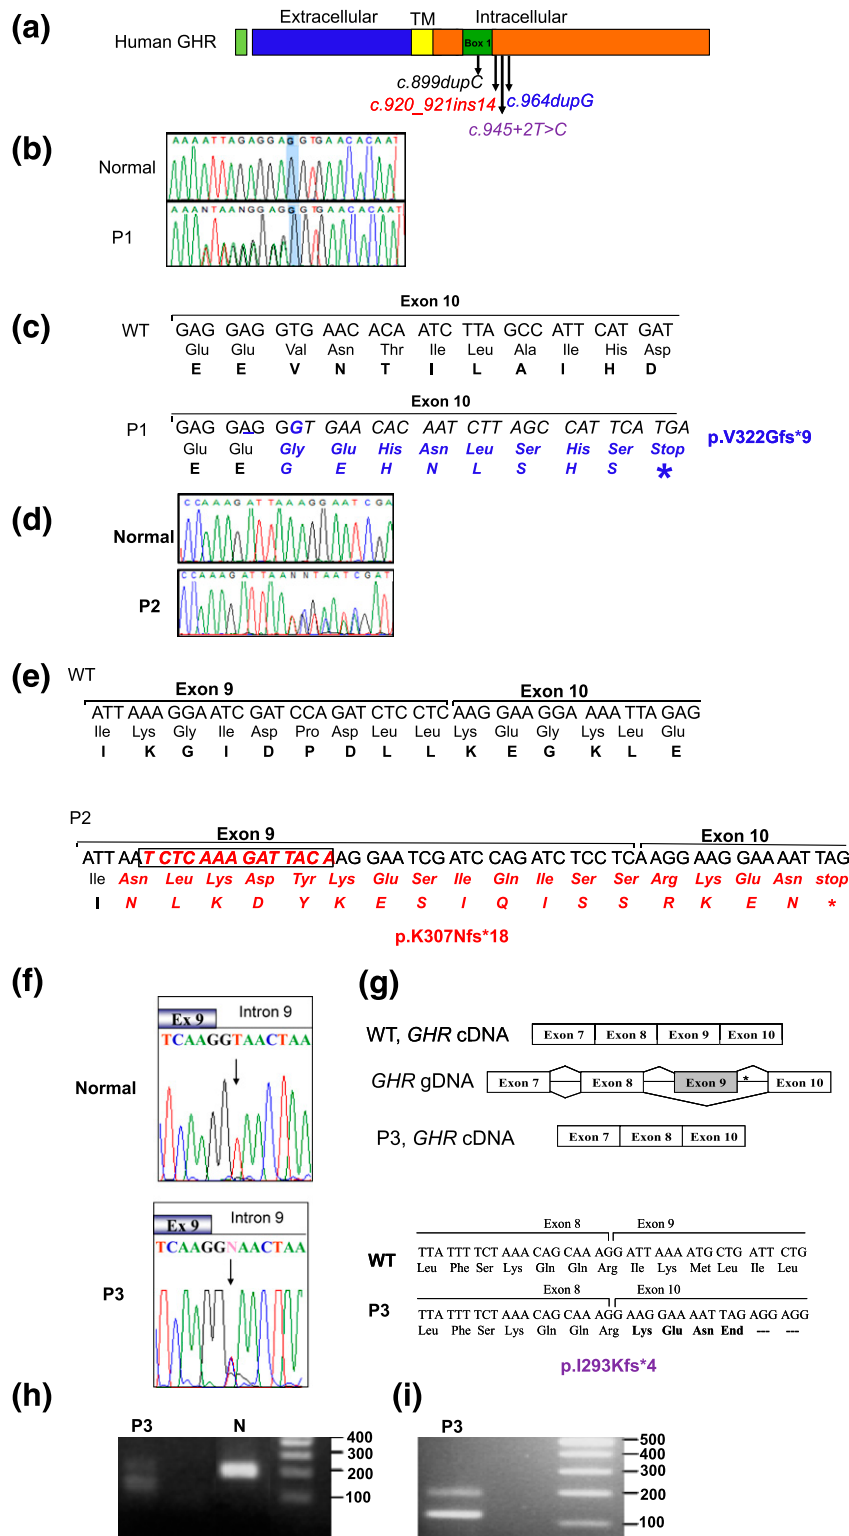 (a)
Extracellular TM Intracellular
Human GHR
Box 1
c.899dupC
c.920_921ins14 c.964dupG
c.945+2T>C
(b)
Normal
AAAATTAGAGGAGGGTGAACACAAT
P1
AAANTAANGGAGGGTGAACACAAT
(c)
Exon 10
WT GAG GAG GTG AAC ACA ATC TTA GCC ATT CAT GAT
Glu Glu Val Asn Thr Ile Leu Ala Ile His Asp
E E V N T I L A I H D
Exon 10
P1 GAG GAG GGT GAA CAC AAT CTT AGC CAT TCA TGA
p.V322Gfs*9
Glu Glu Gly Glu His Asn Leu Ser His Ser Stop
E E G E H N L S H S *
(d)
Normal
CCAAAGATTAAAGGAATCGA
P2
CCAAAGATTAANNTAATCGAT
(e)
WT
Exon 9 Exon 10
ATT AAA GGA ATC GAT CCA GAT CTC CTC AAG GAA GGA AAA TTA GAG
Ile Lys Gly Ile Asp Pro Asp Leu Leu Lys Glu Gly Lys Leu Glu
I K G I D P D L L K E G K L E
P2
Exon 9 Exon 10
ATT AAT CTC AAA GAT TAC AAG GAA TCG ATC CAG ATC TCC TCA AGG AAG GAA AAT TAG
Ile Asn Leu Lys Asp Tyr Lys Glu Ser Ile Gln Ile Ser Ser Arg Lys Glu Asn stop
I N L K D Y K E S I Q I S S R K E N *
p.K307Nfs*18
(f)
Ex 9 Intron 9
TCAAGGTAACTAA
Normal
Ex 9 Intron 9
TCAAGGNAACTAA
P3
(g)
WT, GHR cDNA Exon 7 Exon 8 Exon 9 Exon 10
GHR gDNA Exon 7 Exon 8 Exon 9 * Exon 10
P3, GHR cDNA Exon 7 Exon 8 Exon 10
Exon 8 Exon 9
WT TTA TTT TCT AAA CAG CAA AGG ATT AAA ATG CTG ATT CTG
Leu Phe Ser Lys Gln Gln Arg Ile Lys Met Leu Ile Leu
Exon 8 Exon 10
P3 TTA TTT TCT AAA CAG CAA AGG AAG GAA AAT TAG AGG AGG
Leu Phe Ser Lys Gln Gln Arg Lys Glu Asn End --- ---
p.I293Kfs*4
(h)
P3 N
400
300
200
100
(i)
P3
500
400
300
200
100